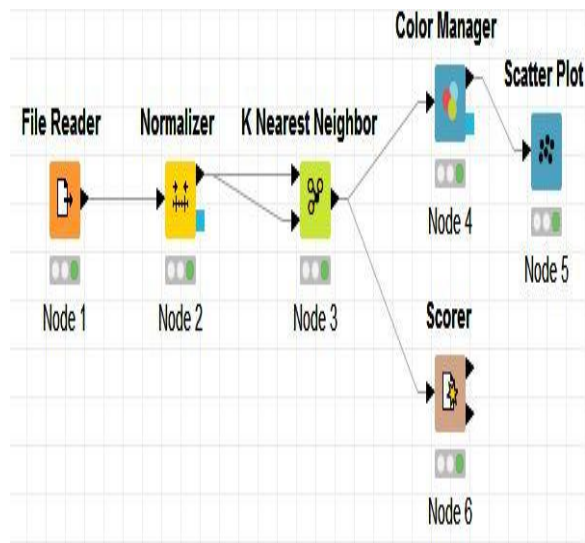 Color Manager
Scatter Plot
File Reader
Normalizer
K Nearest Neighbor
Node 4
Node 5
Node 1
Node 2
Node 3
Scorer
Node 6